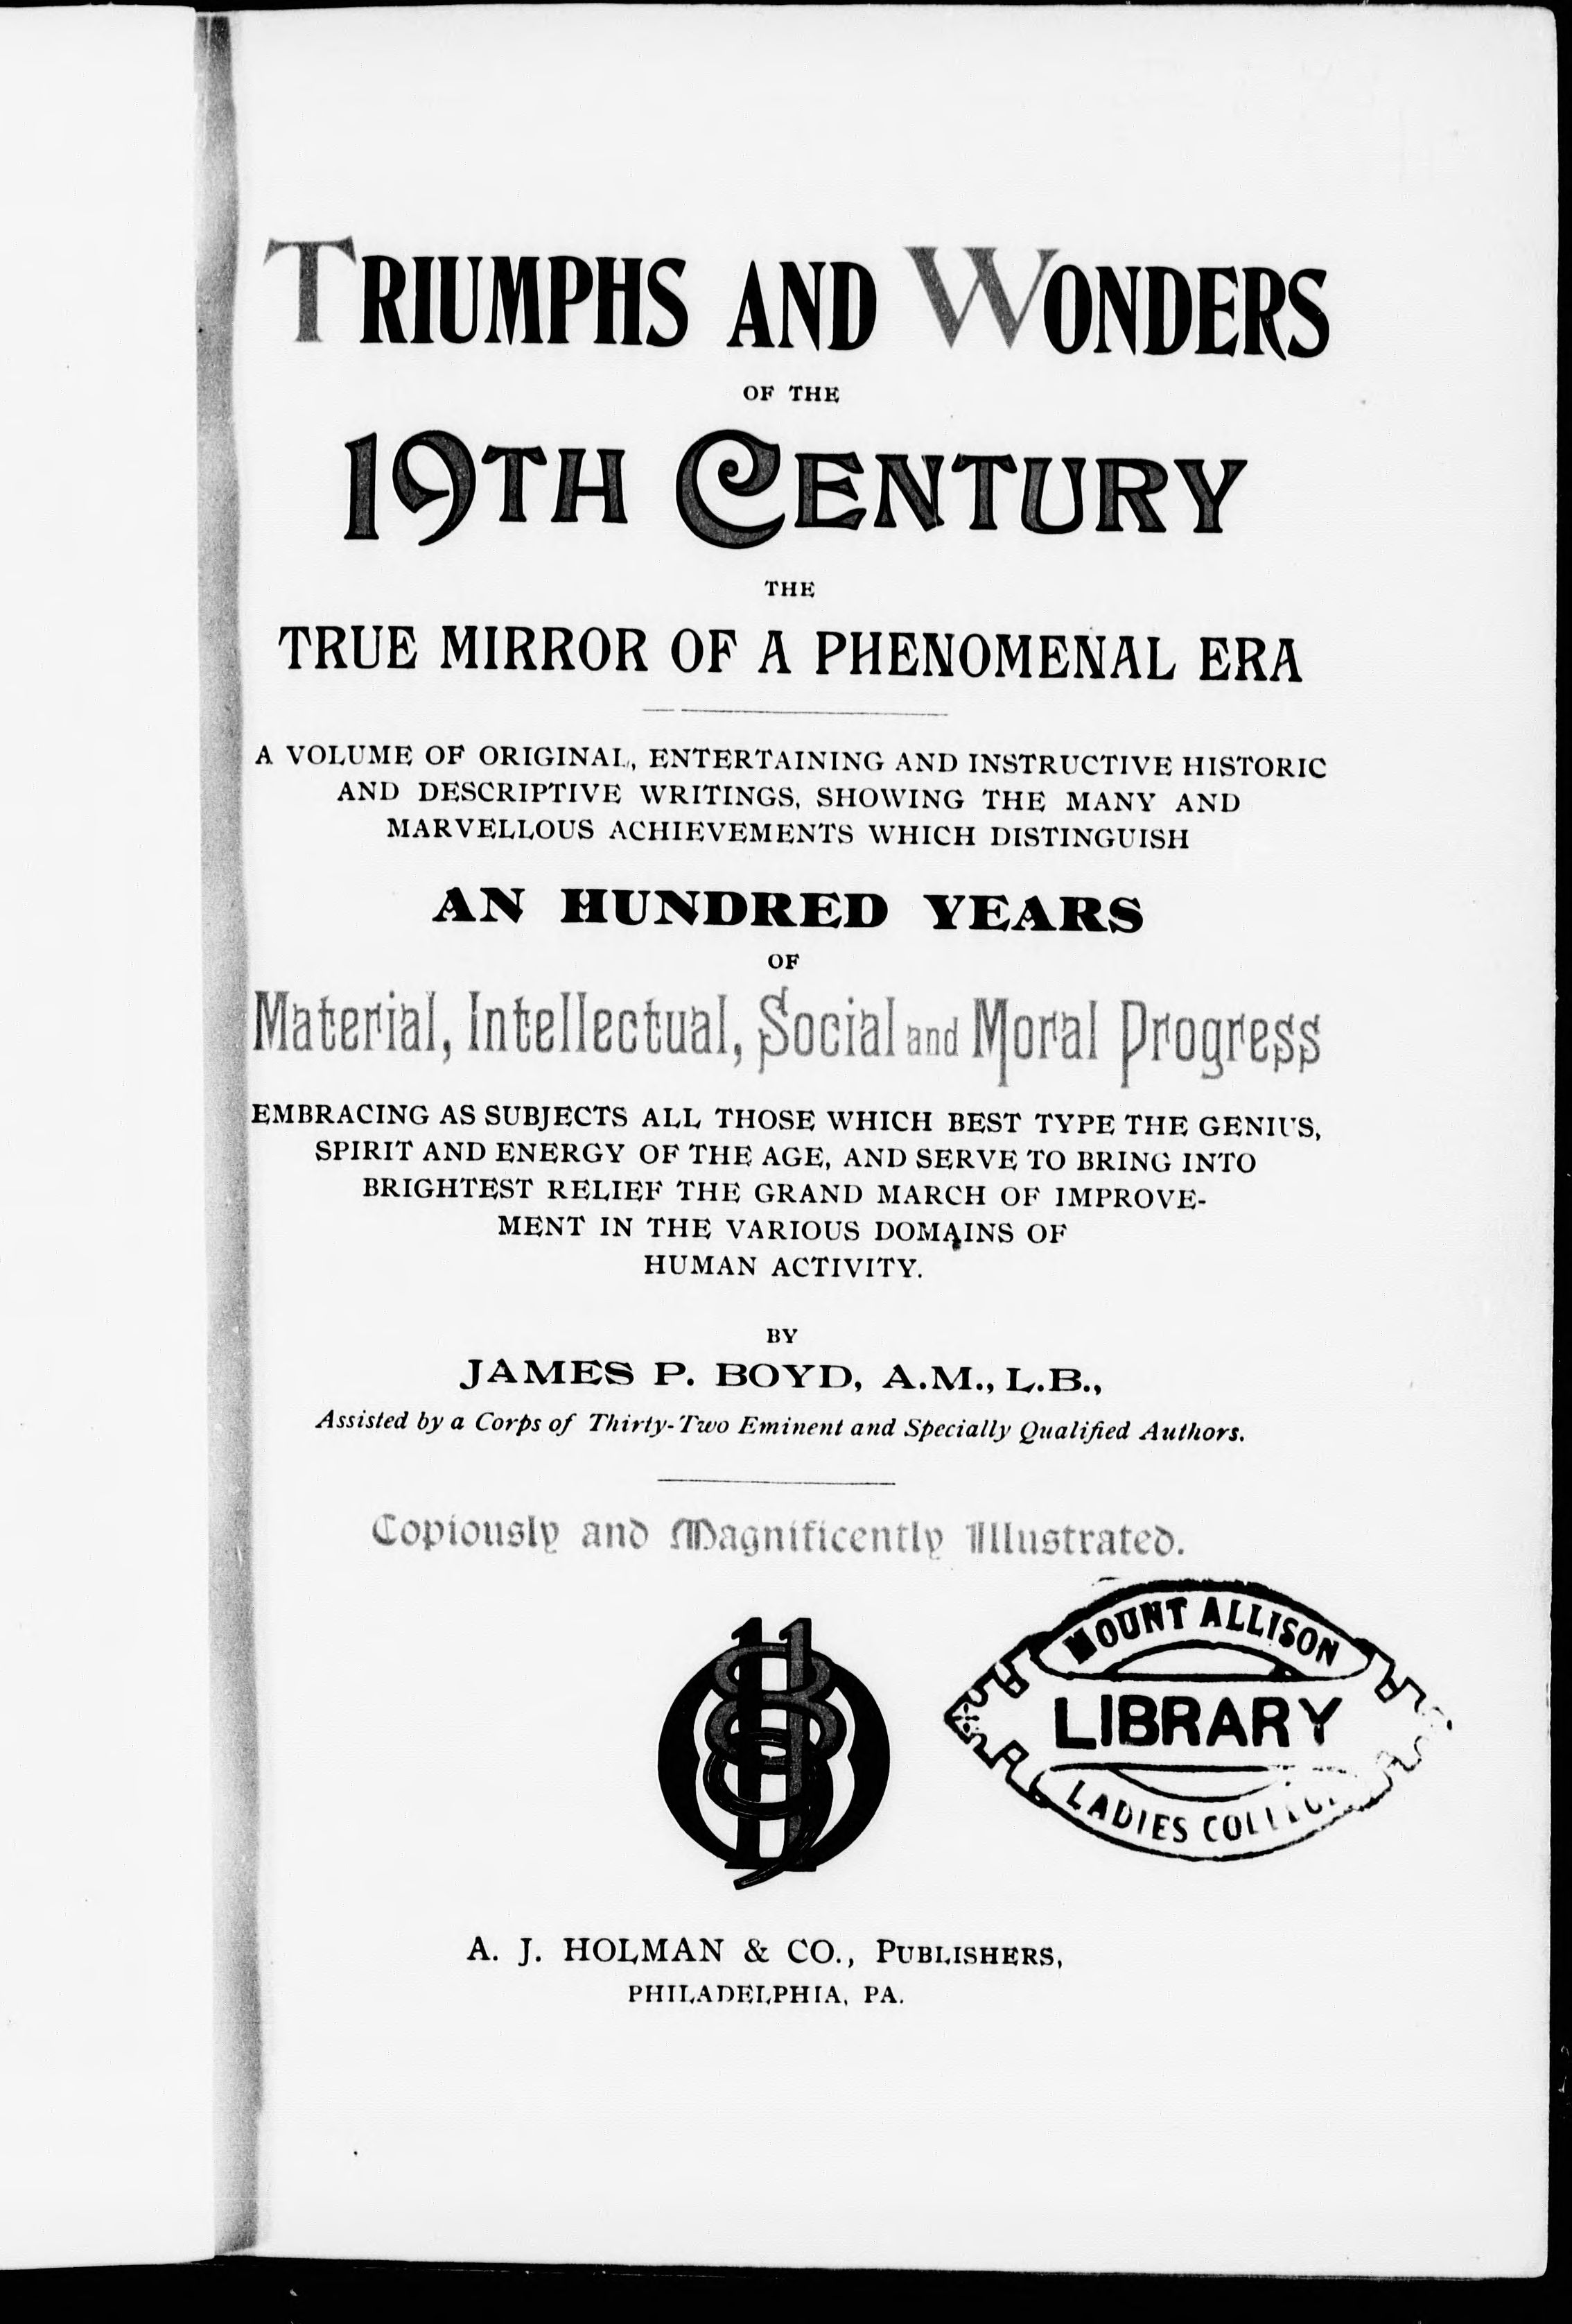 TRIUMPHS AND WONDERS
OF THE
19TH CENTURY
THE
TRUE MIRROR OF A PHENOMENAL ERA
A VOLUME OF ORIGINAL, ENTERTAINING AND INSTRUCTIVE HISTORIC
AND DESCRIPTIVE WRITINGS, SHOWING THE MANY AND
MARVELLOUS ACHIEVEMENTS WHICH DISTINGUISH
AN HUNDRED YEARS
OF
Material, Intellectual, Social and Moral Progress
EMBRACING AS SUBJECTS ALL THOSE WHICH BEST TYPE THE GENIUS,
SPIRIT AND ENERGY OF THE AGE, AND SERVE TO BRING INTO
BRIGHTEST RELIEF THE GRAND MARCH OF IMPROVE-
MENT IN THE VARIOUS DOMAINS OF
HUMAN ACTIVITY.
BY
JAMES P. BOYD, A.M., L.B.,
Assisted by a Corps of Thirty-Two Eminent and Specially Qualified Authors.
Copiously and Magnificently Illustrated.
MOUNT ALLISON
LIBRARY
LADIES COLLEGE
A. J. HOLMAN & CO., PUBLISHERS,
PHILADELPHIA, PA.